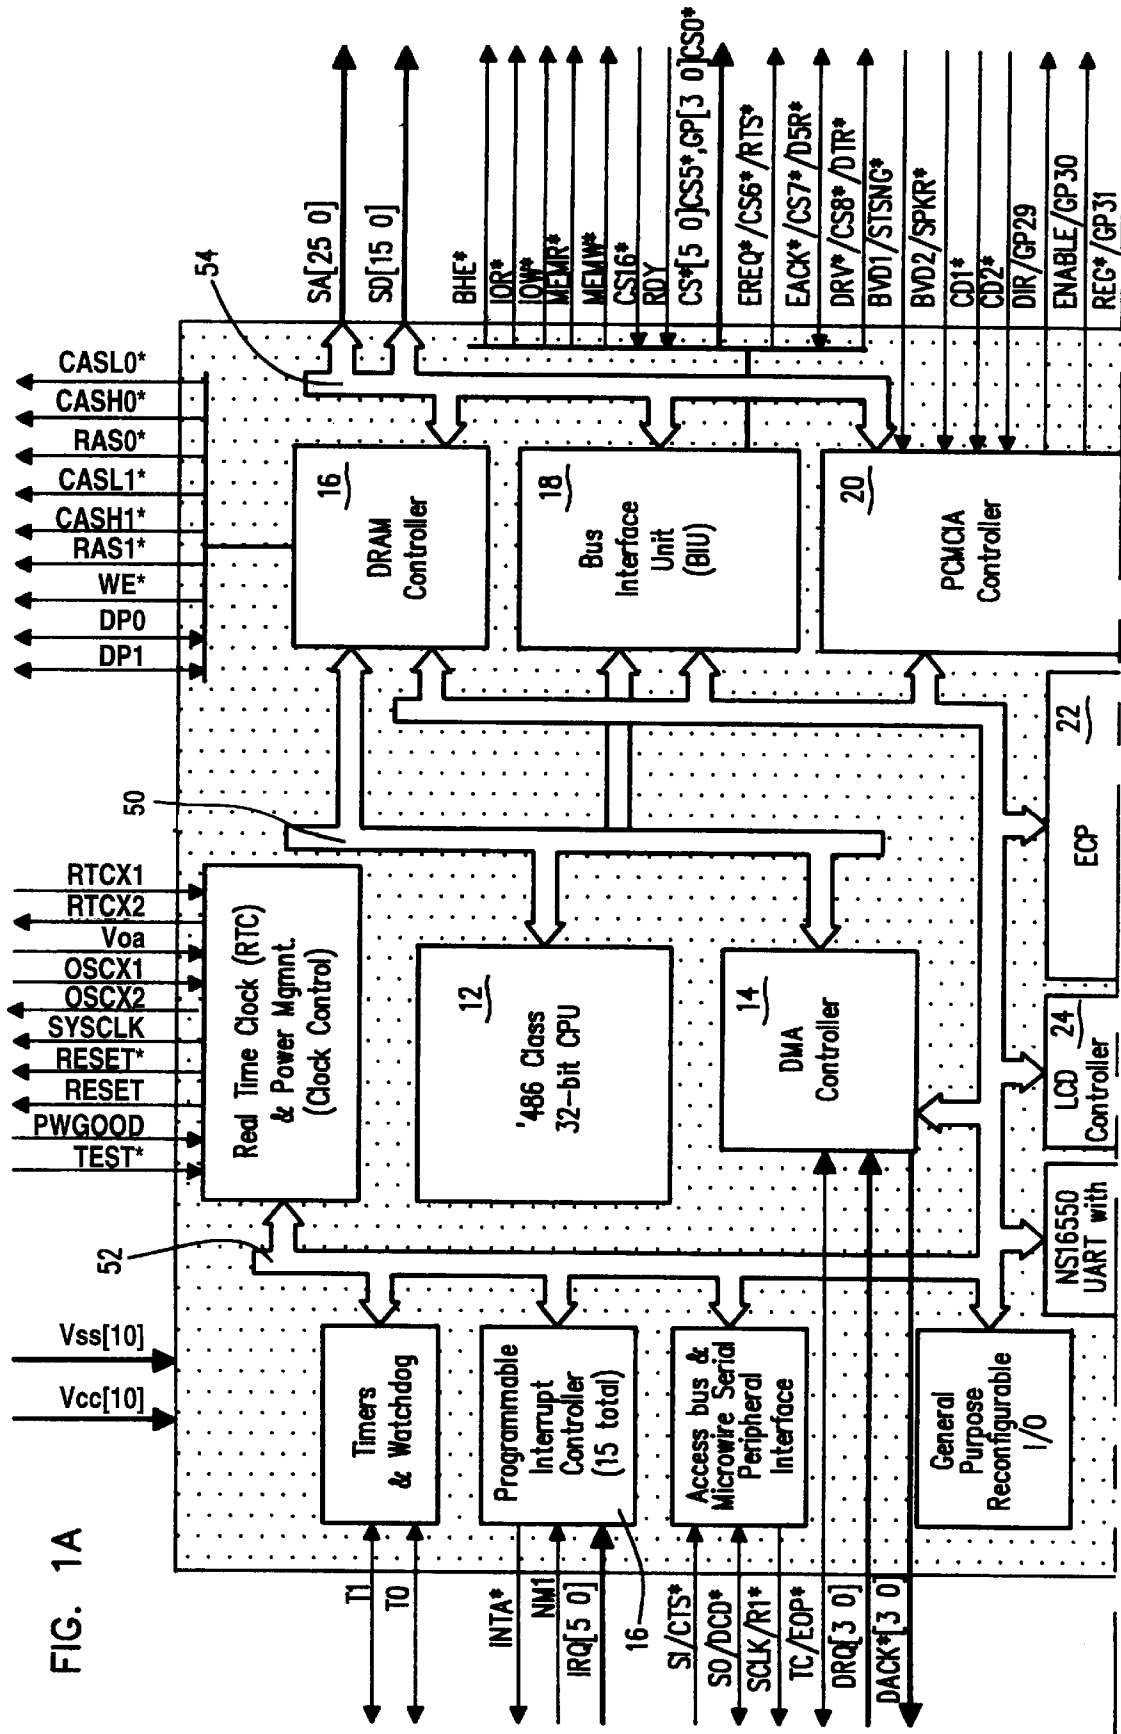 FIG. 1A
Vcc[10]
Vss[10]
TEST*
PWGOOD
RESET
RESET*
SYSCLK
OSCX2
OSCX1
Voa
RTCX2
RTCX1
DP1
DP0
WE*
RAS1*
CASH1*
CASL1*
RAS0*
CASH0*
CASL0*
52
50
54
T1
T0
INTA*
NM1
IRQ[5 0]
16
SI/CTS*
SO/DCD*
SCLK/R1*
TC/EOP*
DRQ[3 0]
DACK*[3 0]
Timers
& Watchdog
Programmable
Interrupt
Controller
(15 total)
Access bus &
Microwire Serial
Peripheral
Interface
General
Purpose
Reconfigurable
I/O
Real Time Clock (RTC)
& Power Mgmnt.
(Clock Control)
12
'486 Class
32-bit CPU
14
DMA
Controller
NS16550
UART with
24
LCD
Controller
22
ECP
16
DRAM
Controller
18
Bus
Interface
Unit
(BIU)
20
PCMCIA
Controller
SA[25 0]
SD[15 0]
BHE*
IOR*
IOW*
MEMR*
MEMW*
CS16*
RDY
CS*[5 0]CS5*,GP[3 0]CS0*
EREQ*/CS6*/RTS*
EACK*/CS7*/D5R*
DRV*/CS8*/DTR*
BVD1/STSNG*
BVD2/SPKR*
CD1*
CD2*
DIR/GP29
ENABLE/GP30
REG*/GP31